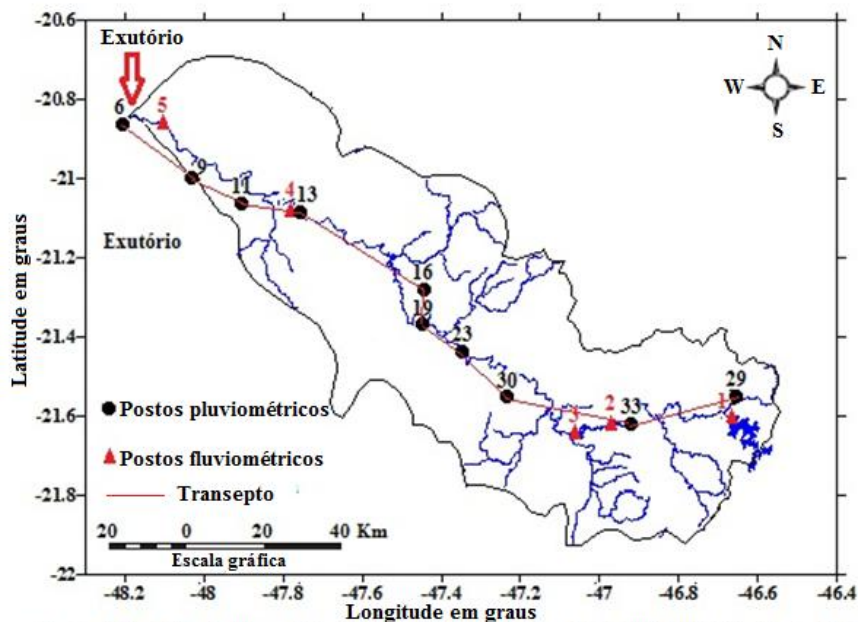 -20.6
Exutório
N
W E
S
-20.8
6
5
9
-21
11
4
13
Exutório
-21.2
16
19
23
-21.4
30
29
33
2
3
1
-21.6
Postos pluviométricos
Postos fluviométricos
Transepto
-21.8
20 0 20 40 Km
Escala gráfica
-22
-48.2 -48 -47.8 -47.6 -47.4 -47.2 -47 -46.8 -46.6 -46.4
Longitude em graus
Latitude em graus